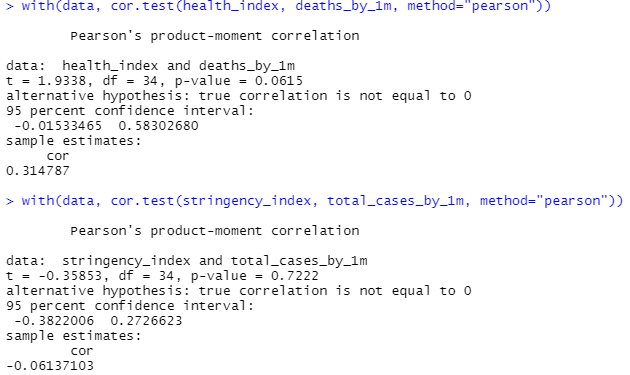 > with(data, cor.test(health_index, deaths_by_1m, method="pearson"))
Pearson's product-moment correlation
data:  health_index and deaths_by_1m
t = 1.9338, df = 34, p-value = 0.0615
alternative hypothesis: true correlation is not equal to 0
95 percent confidence interval:
-0.01533465  0.58302680
sample estimates:
cor
0.314787
> with(data, cor.test(stringency_index, total_cases_by_1m, method="pearson"))
Pearson's product-moment correlation
data:  stringency_index and total_cases_by_1m
t = -0.35853, df = 34, p-value = 0.7222
alternative hypothesis: true correlation is not equal to 0
95 percent confidence interval:
-0.3822006  0.2726623
sample estimates:
cor
-0.06137103